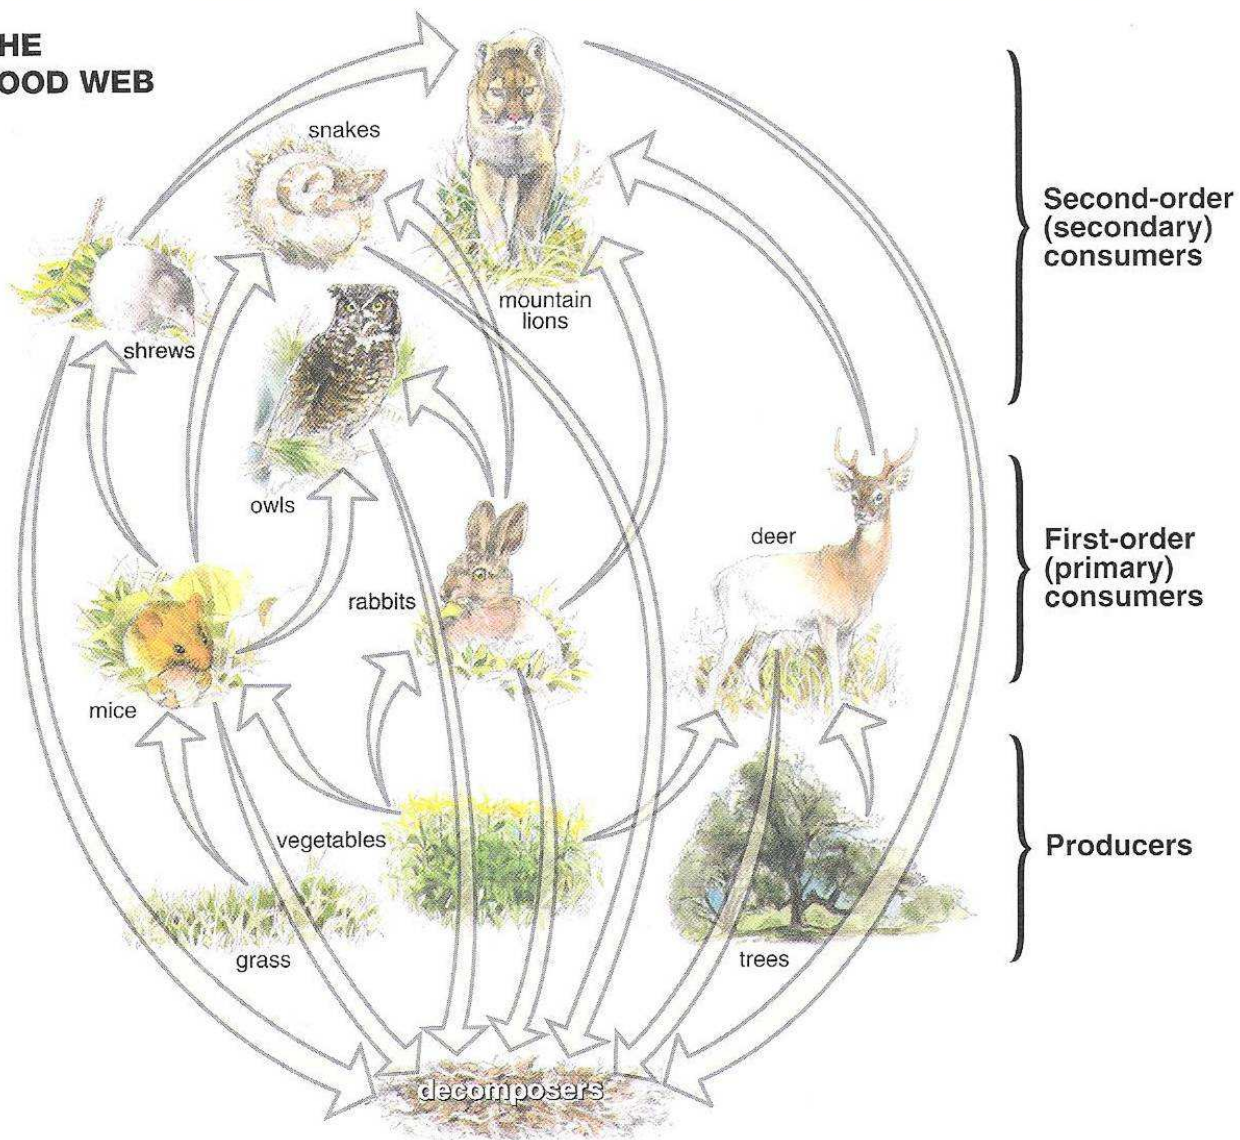 HE
OOD WEB
snakes
mountain
lions
shrews
owls
deer
rabbits
mice
vegetables
grass
trees
decomposers
Second-order
(secondary)
consumers
First-order
(primary)
consumers
Producers